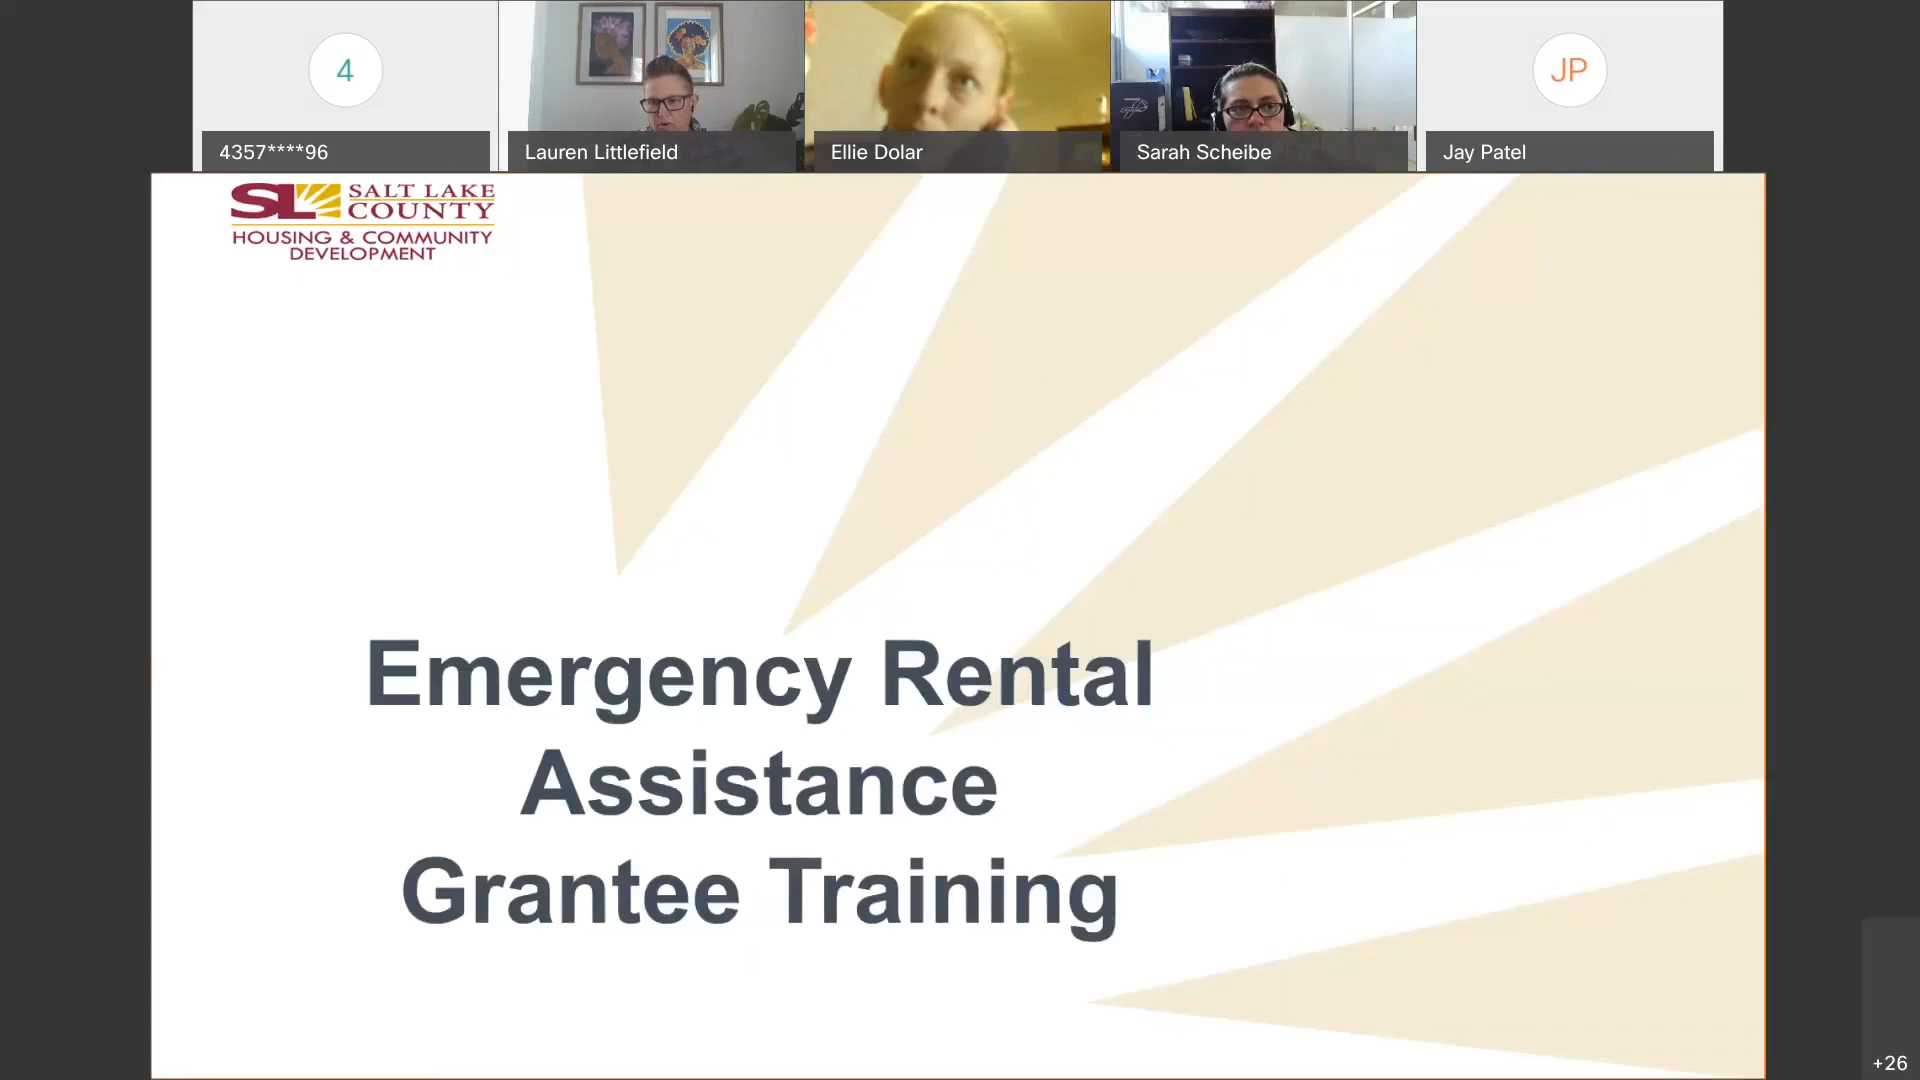 4
JP
4357****96
Lauren Littlefield
Ellie Dolar
Sarah Scheibe
Jay Patel
SL SALT LAKE
COUNTY
HOUSING & COMMUNITY
DEVELOPMENT
Emergency Rental
Assistance
Grantee Training
+26